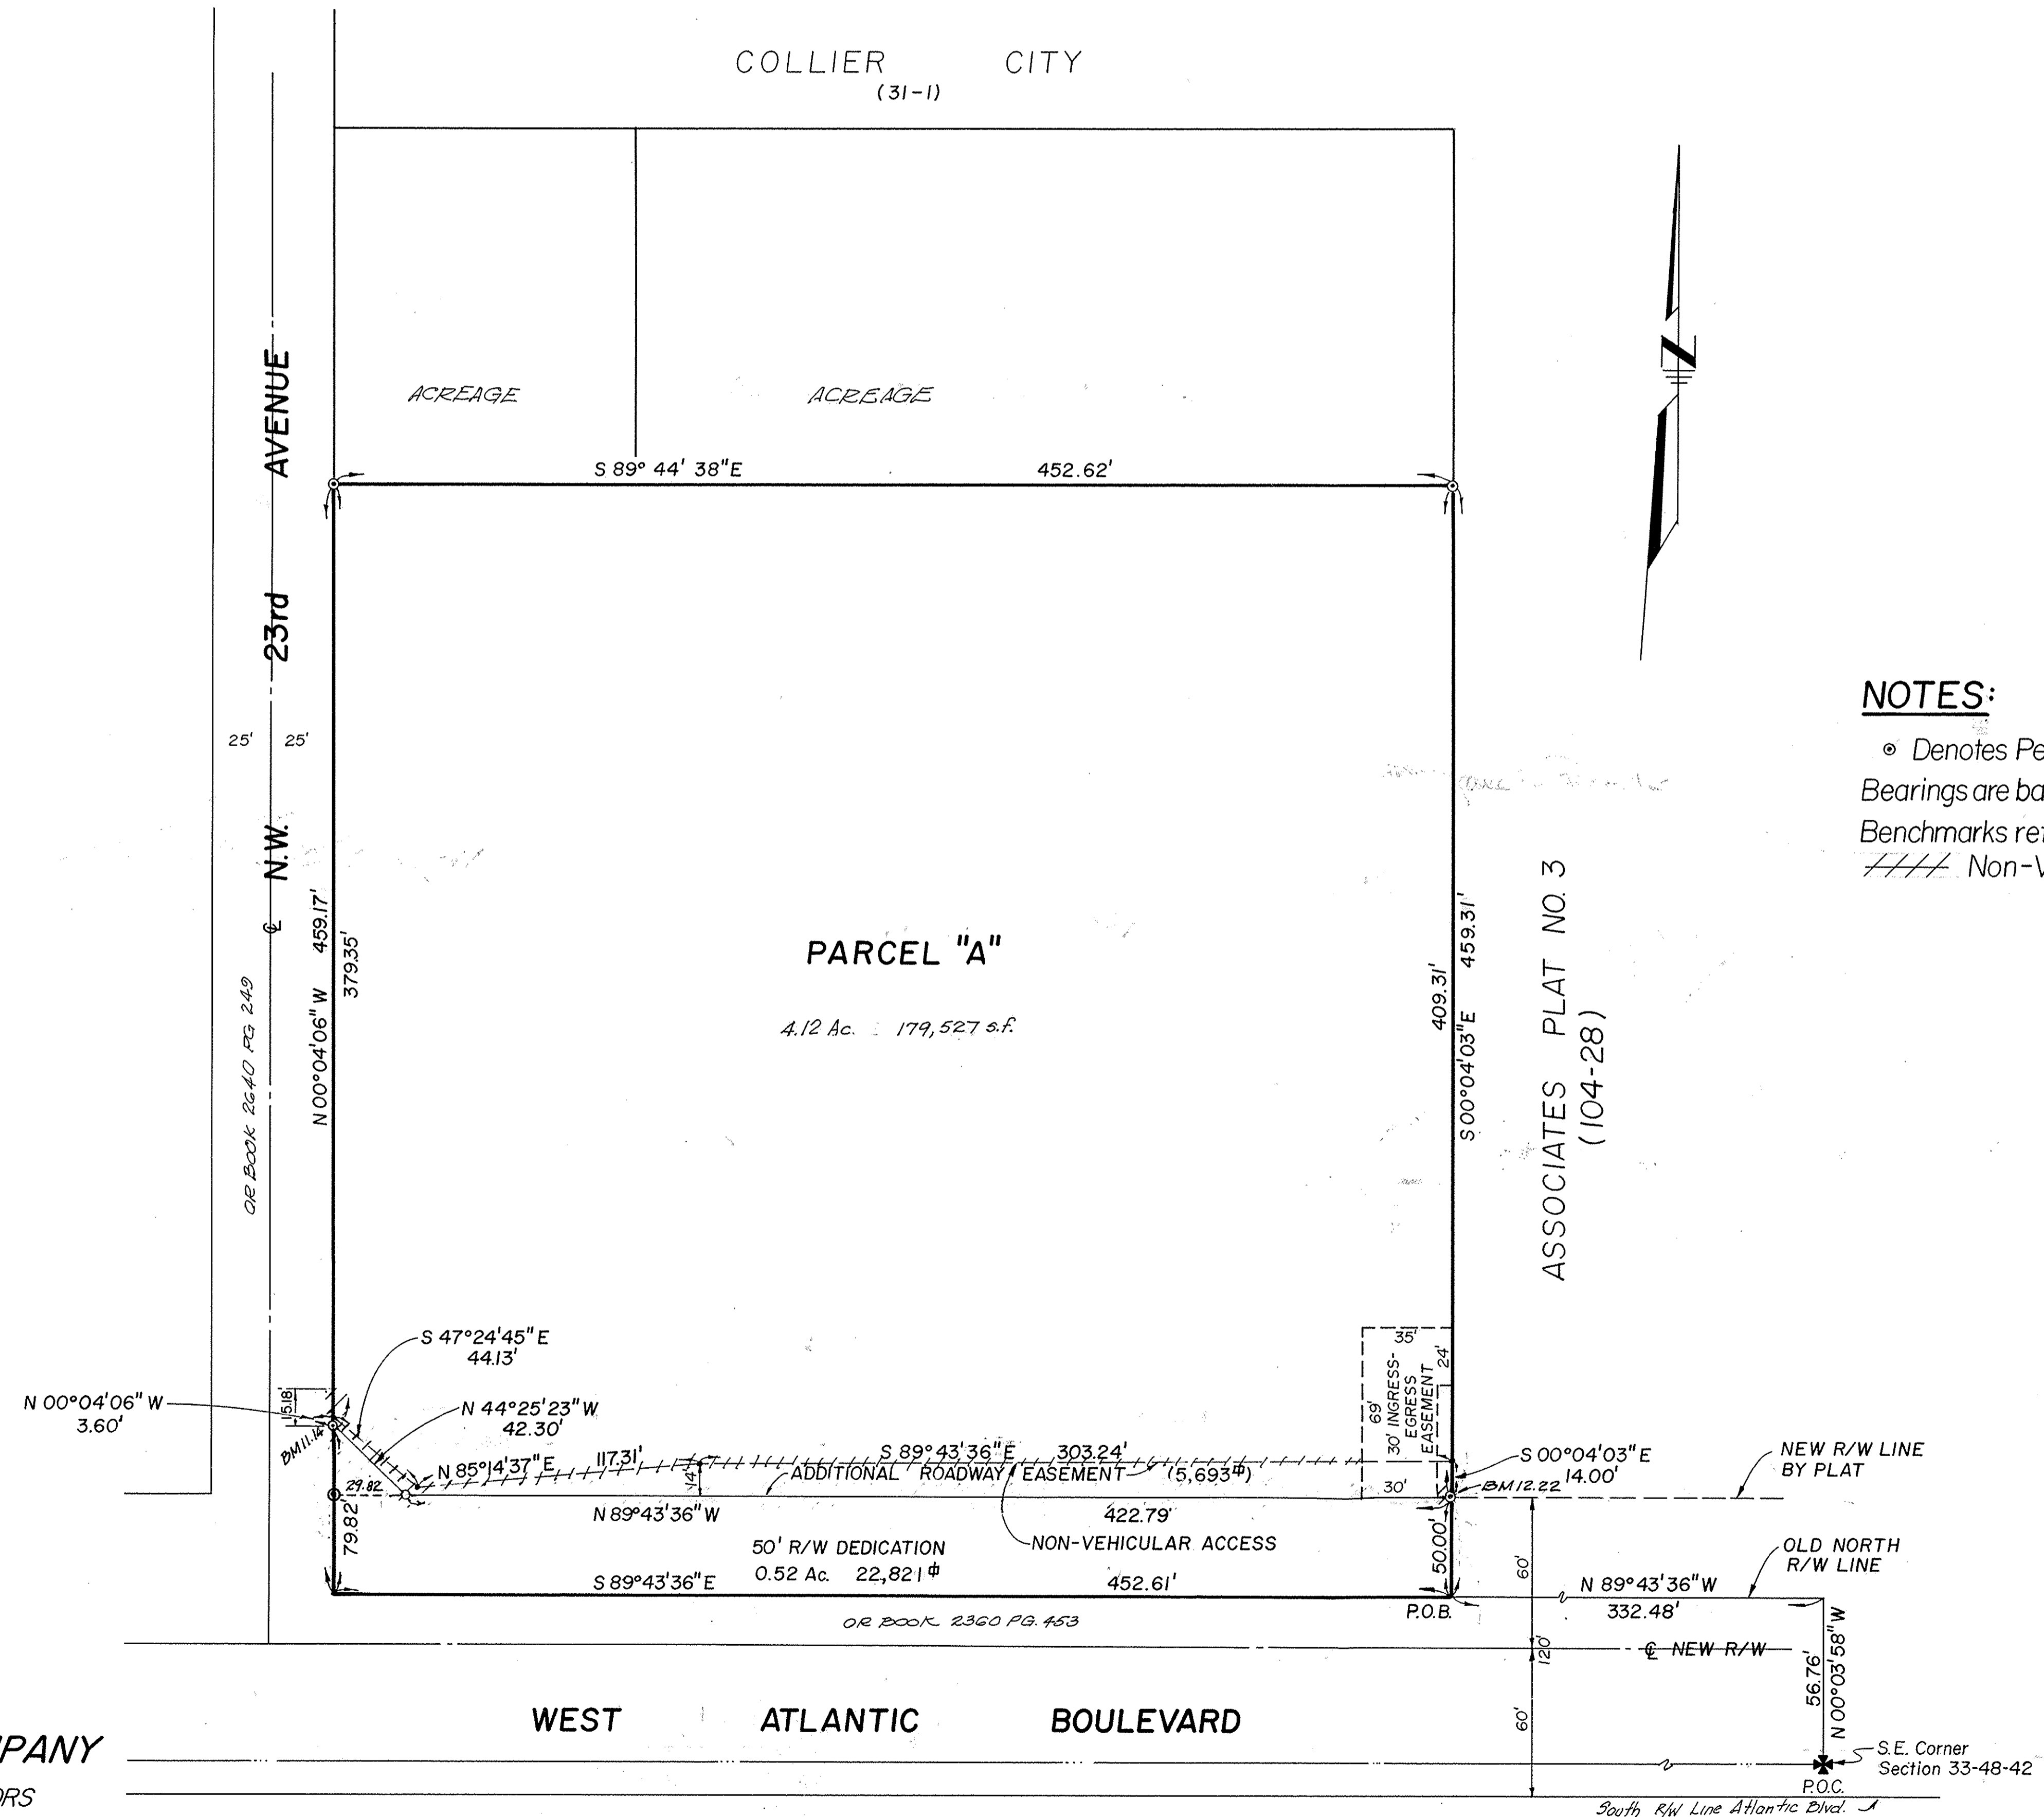 COLLIER CITY
(31-1)
ACREAGE
ACREAGE
S 89° 44' 38"E 452.62'
N.W. 23rd AVENUE
25' 25'
℄
OR BOOK 2640 PG 249
N 00°04'06" W 459.17'
379.35'
PARCEL "A"
4.12 Ac. 179,527 s.f.
409.31'
S 00°04'03"E 459.31'
ASSOCIATES PLAT NO. 3
(104-28)
N
NOTES:
Denotes Pe
Bearings are ba
Benchmarks ref
Non-V
S 47°24'45" E
44.13'
N 00°04'06" W
3.60'
15.18'
N 44°25'23" W
42.30'
BM 11.14
N 85°14'37"E 117.31'
14'
S 89°43'36"E 303.24'
ADDITIONAL ROADWAY EASEMENT (5,693⌽)
35'
24'
69'
30' INGRESS-
EGRESS
EASEMENT
30'
S 00°04'03"E
14.00'
BM 12.22
NEW R/W LINE
BY PLAT
29.82'
79.82'
N 89°43'36"W 422.79'
NON-VEHICULAR ACCESS
50' R/W DEDICATION
0.52 Ac. 22,821⌽
S 89°43'36"E 452.61'
50.00'
P.O.B.
OR BOOK 2360 PG. 453
60'
120'
60'
OLD NORTH
R/W LINE
N 89°43'36"W
332.48'
℄ NEW R/W
56.76'
N 00°03'58"W
WEST ATLANTIC BOULEVARD
S.E. Corner
Section 33-48-42
P.O.C.
South R/W Line Atlantic Blvd.
MPANY
ORS